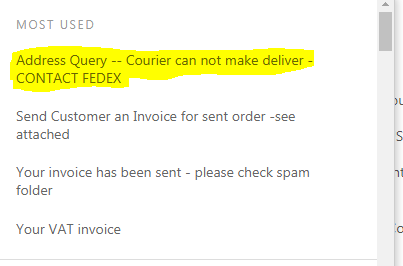 MOST USED
Address Query -- Courier can not make deliver -
CONTACT FEDEX
Send Customer an Invoice for sent order -see
attached
Your invoice has been sent - please check spam
folder
Your VAT invoice